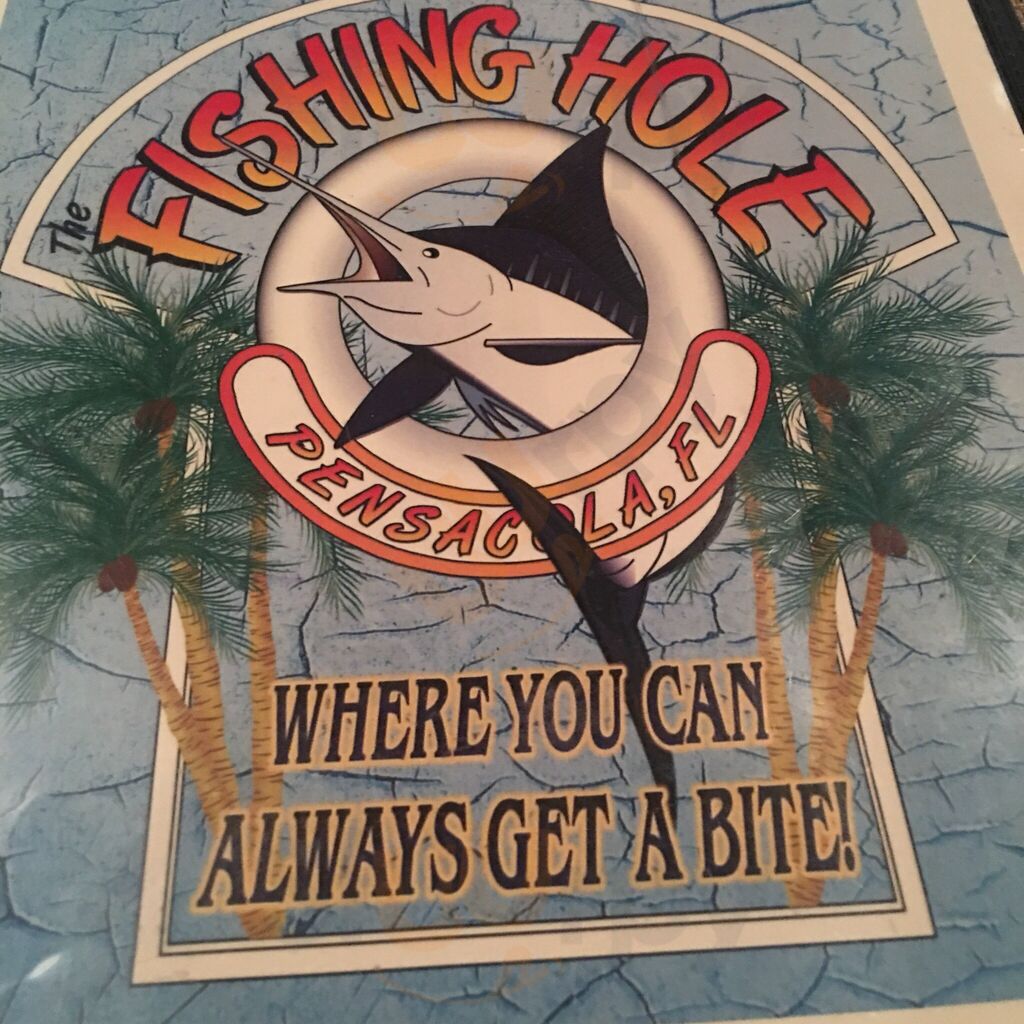 The
FISHING HOLE
PENSACOLA, FL
WHERE YOU CAN
ALWAYS GET A BITE!